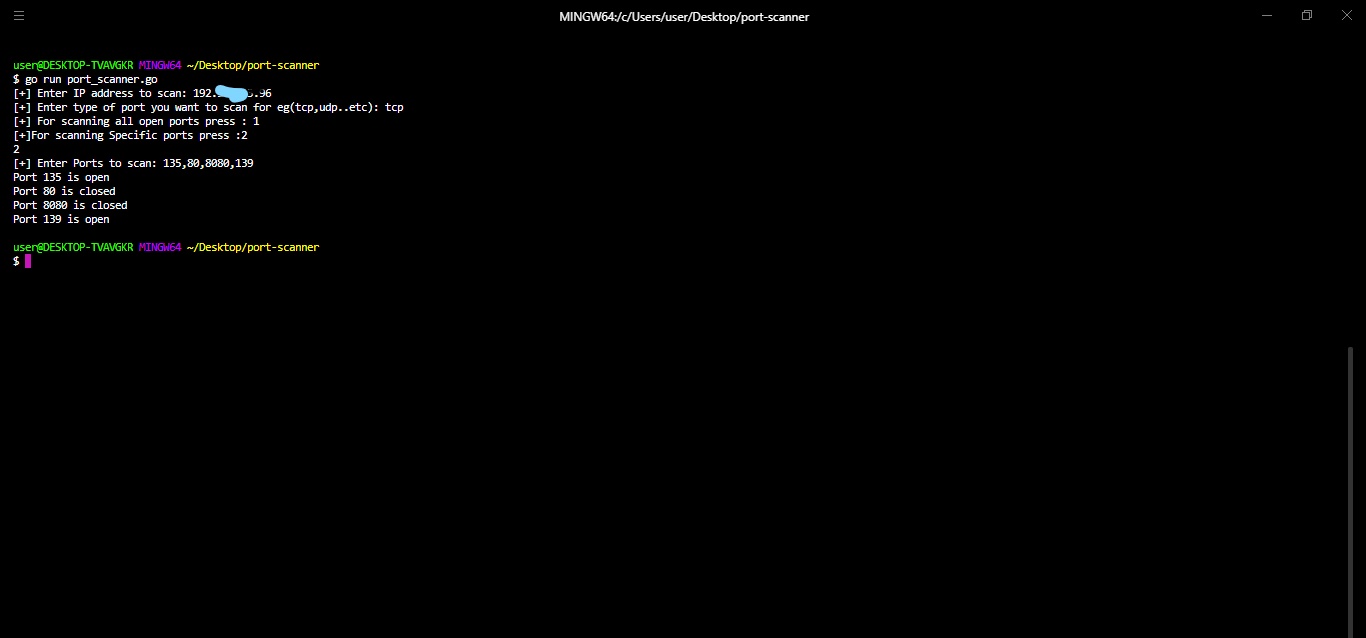 MINGW64:/c/Users/user/Desktop/port-scanner
user@DESKTOP-TVAVGKR MINGW64 ~/Desktop/port-scanner
$ go run port_scanner.go
[+] Enter IP address to scan: 192. .96
[+] Enter type of port you want to scan for eg(tcp,udp..etc): tcp
[+] For scanning all open ports press : 1
[+]For scanning Specific ports press :2
2
[+] Enter Ports to scan: 135,80,8080,139
Port 135 is open
Port 80 is closed
Port 8080 is closed
Port 139 is open
user@DESKTOP-TVAVGKR MINGW64 ~/Desktop/port-scanner
$